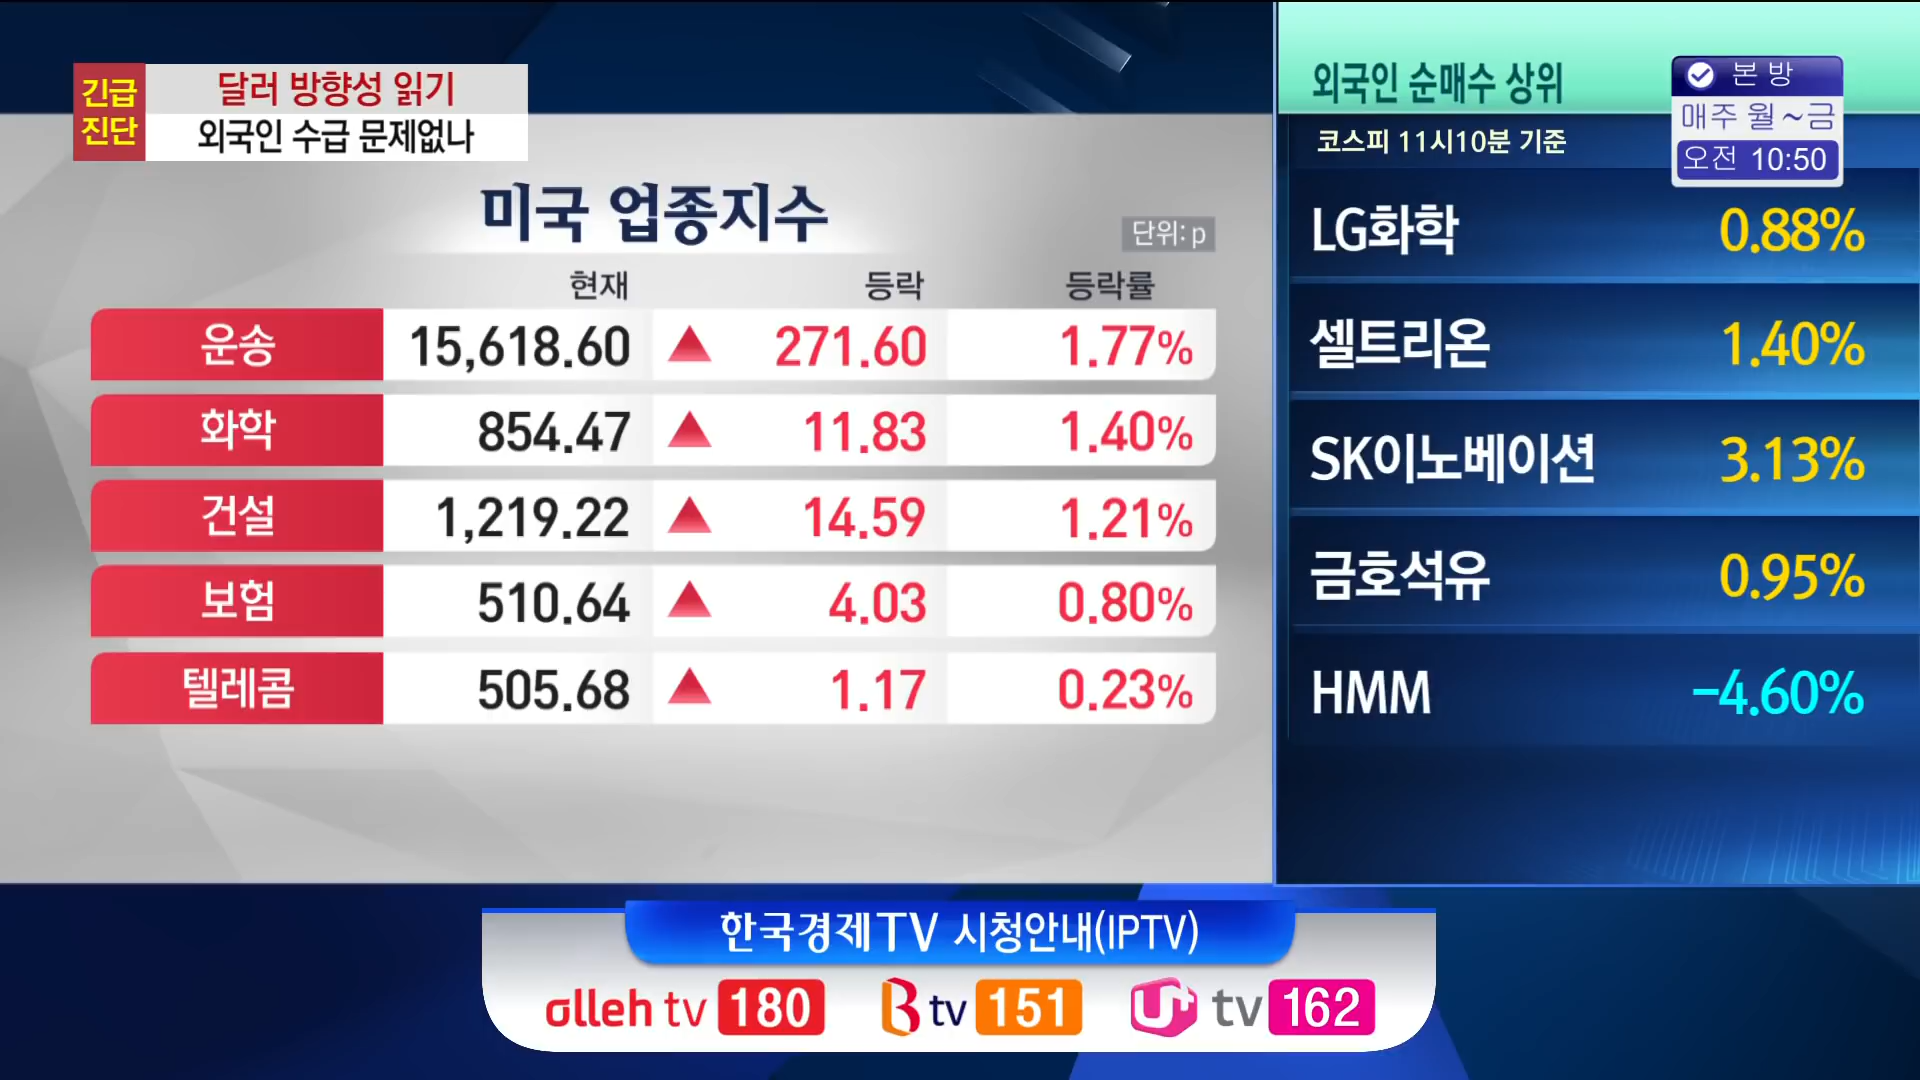 긴급
진단
달러 방향성 읽기
외국인 수급 문제없나
미국 업종지수
단위:p
현재 등락 등락률
운송 15,618.60 ▲ 271.60 1.77%
화학 854.47 ▲ 11.83 1.40%
건설 1,219.22 ▲ 14.59 1.21%
보험 510.64 ▲ 4.03 0.80%
텔레콤 505.68 ▲ 1.17 0.23%
외국인 순매수 상위
코스피 11시10분 기준
본 방
매주 월~금
오전 10:50
LG화학 0.88%
셀트리온 1.40%
SK이노베이션 3.13%
금호석유 0.95%
HMM -4.60%
한국경제TV 시청안내(IPTV)
olleh tv 180 B tv 151 U+ tv 162